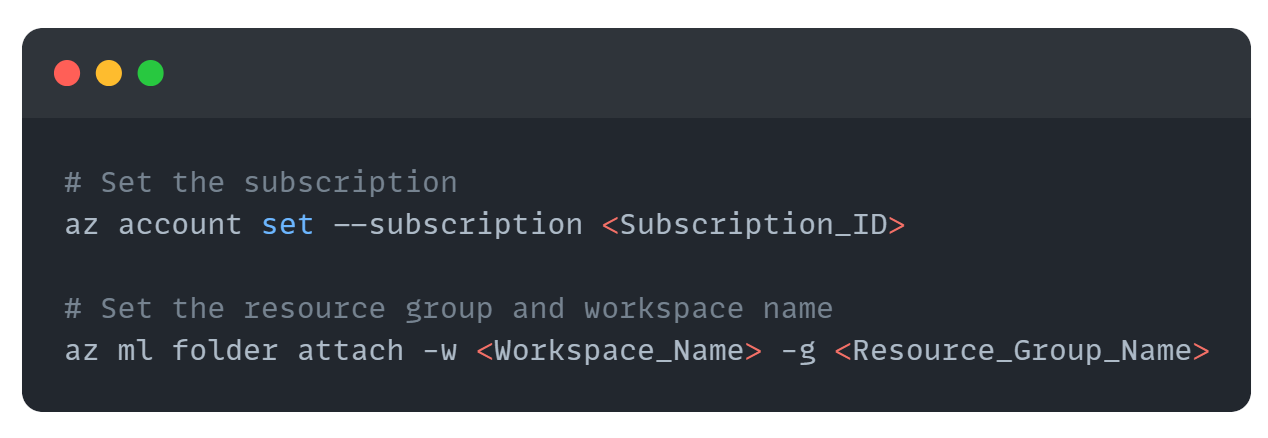 # Set the subscription
az account set --subscription <Subscription_ID>
# Set the resource group and workspace name
az ml folder attach -w <Workspace_Name> -g <Resource_Group_Name>